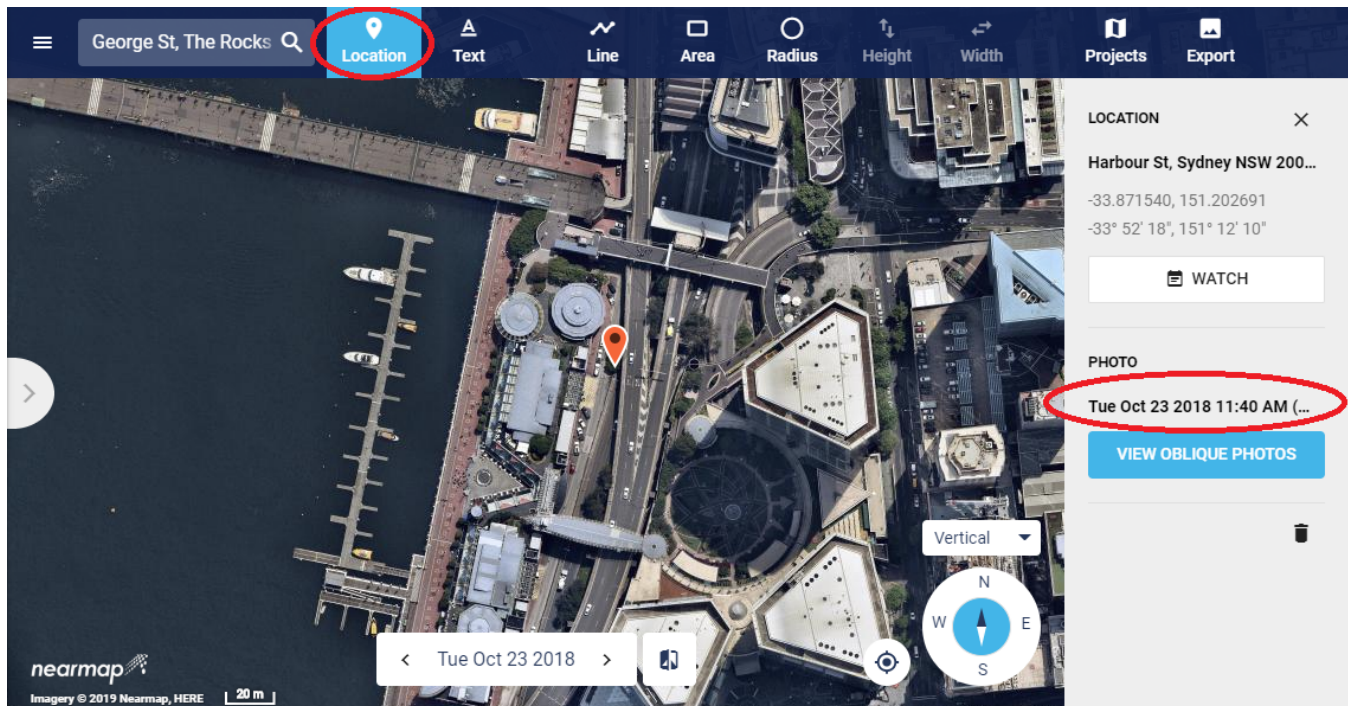 George St, The Rocks
Location
Text
Line
Area
Radius
Height
Width
Projects
Export
LOCATION
Harbour St, Sydney NSW 200...
-33.871540, 151.202691
-33° 52' 18", 151° 12' 10"
WATCH
PHOTO
Tue Oct 23 2018 11:40 AM (...
VIEW OBLIQUE PHOTOS
Vertical
N
W E
S
Tue Oct 23 2018
nearmap
Imagery © 2019 Nearmap, HERE
20 m